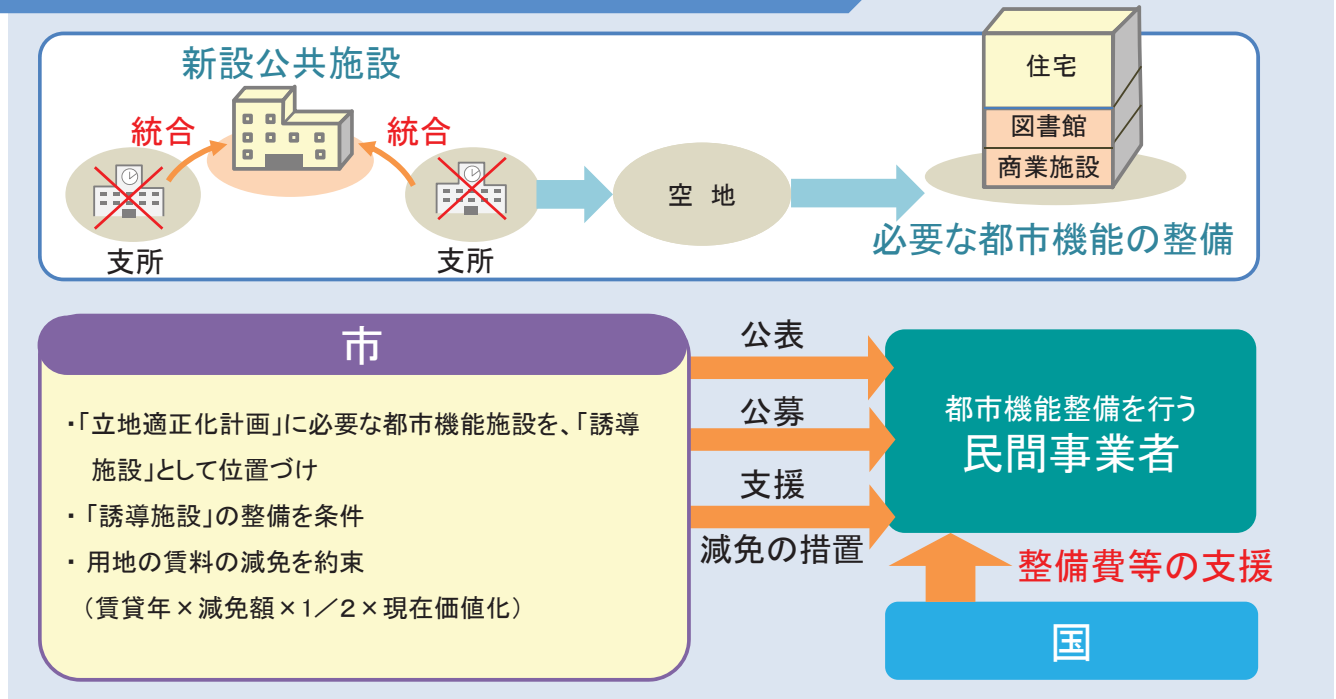 新設公共施設
統合
統合
支所
支所
空 地
住宅
図書館
商業施設
必要な都市機能の整備
市
・「立地適正化計画」に必要な都市機能施設を、「誘導
施設」として位置づけ
・「誘導施設」の整備を条件
・ 用地の賃料の減免を約束
（賃貸年×減免額×1／2×現在価値化）
公表
公募
支援
減免の措置
都市機能整備を行う
民間事業者
整備費等の支援
国